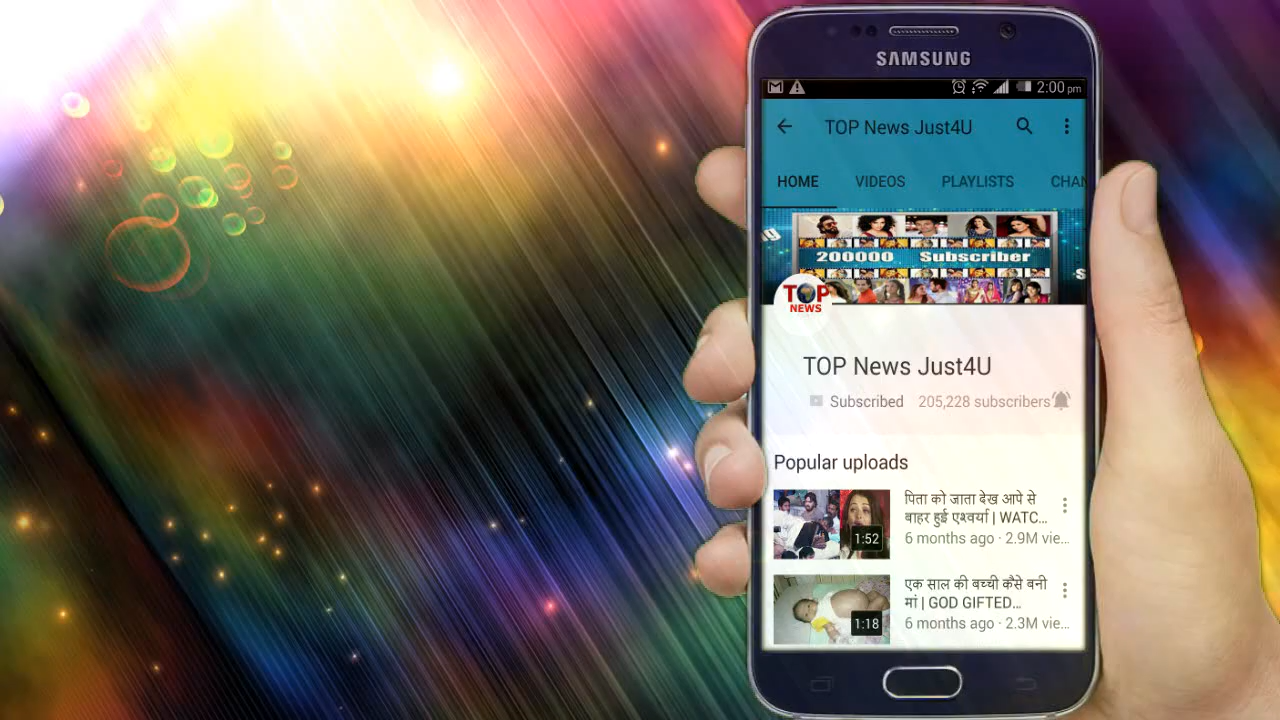 SAMSUNG
2:00 pm
TOP News Just4U
HOME VIDEOS PLAYLISTS CHAN
200000 Subscriber
TOP
NEWS
TOP News Just4U
Subscribed 205,228 subscribers
Popular uploads
पिता को जाता देख आपे से
बाहर हुई एश्वर्या | WATC...
6 months ago · 2.9M vie...
1:52
एक साल की बच्ची कैसे बनी
मां | GOD GIFTED...
6 months ago · 2.3M vie...
1:18